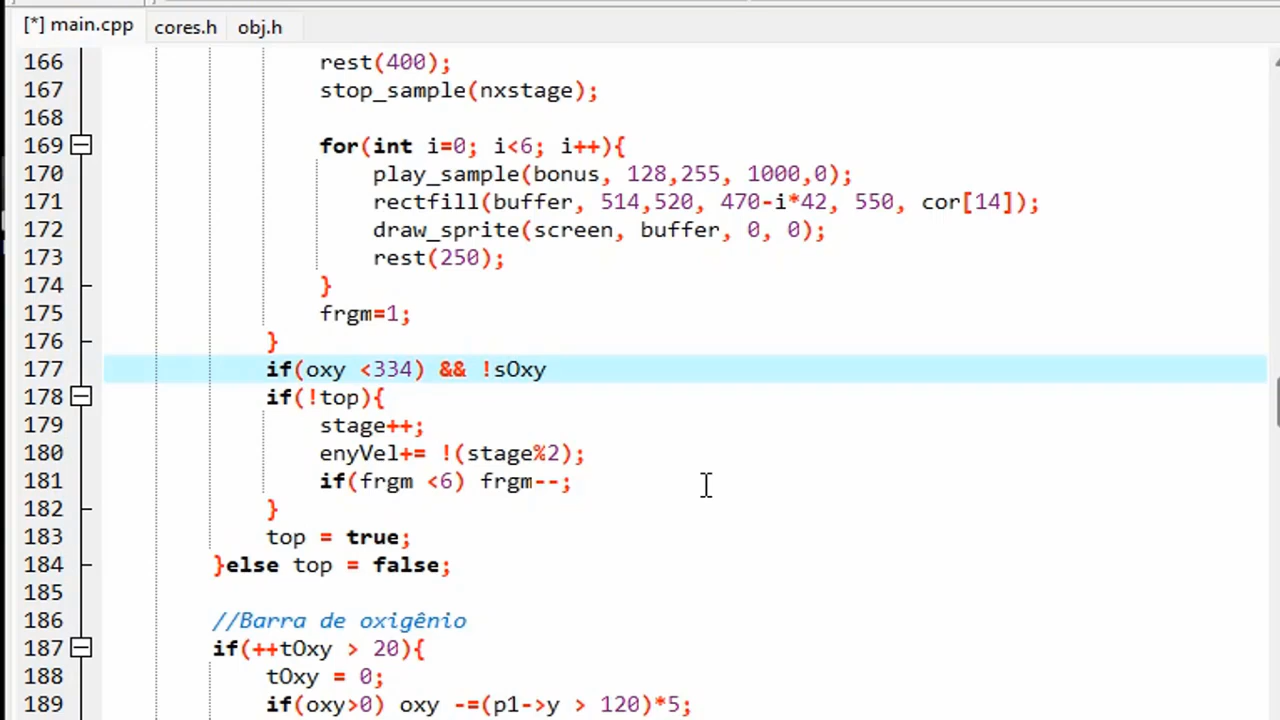 [*] main.cpp cores.h obj.h
166 rest(400);
167 stop_sample(nxstage);
168
169 for(int i=0; i<6; i++){
170 play_sample(bonus, 128,255, 1000,0);
171 rectfill(buffer, 514,520, 470-i*42, 550, cor[14]);
172 draw_sprite(screen, buffer, 0, 0);
173 rest(250);
174 }
175 frgm=1;
176 }
177 if(oxy <334) && !sOxy
178 if(!top){
179 stage++;
180 enyVel+= !(stage%2);
181 if(frgm <6) frgm--;
182 }
183 top = true;
184 }else top = false;
185
186 //Barra de oxigênio
187 if(++tOxy > 20){
188 tOxy = 0;
189 if(oxy>0) oxy -=(p1->y > 120)*5;